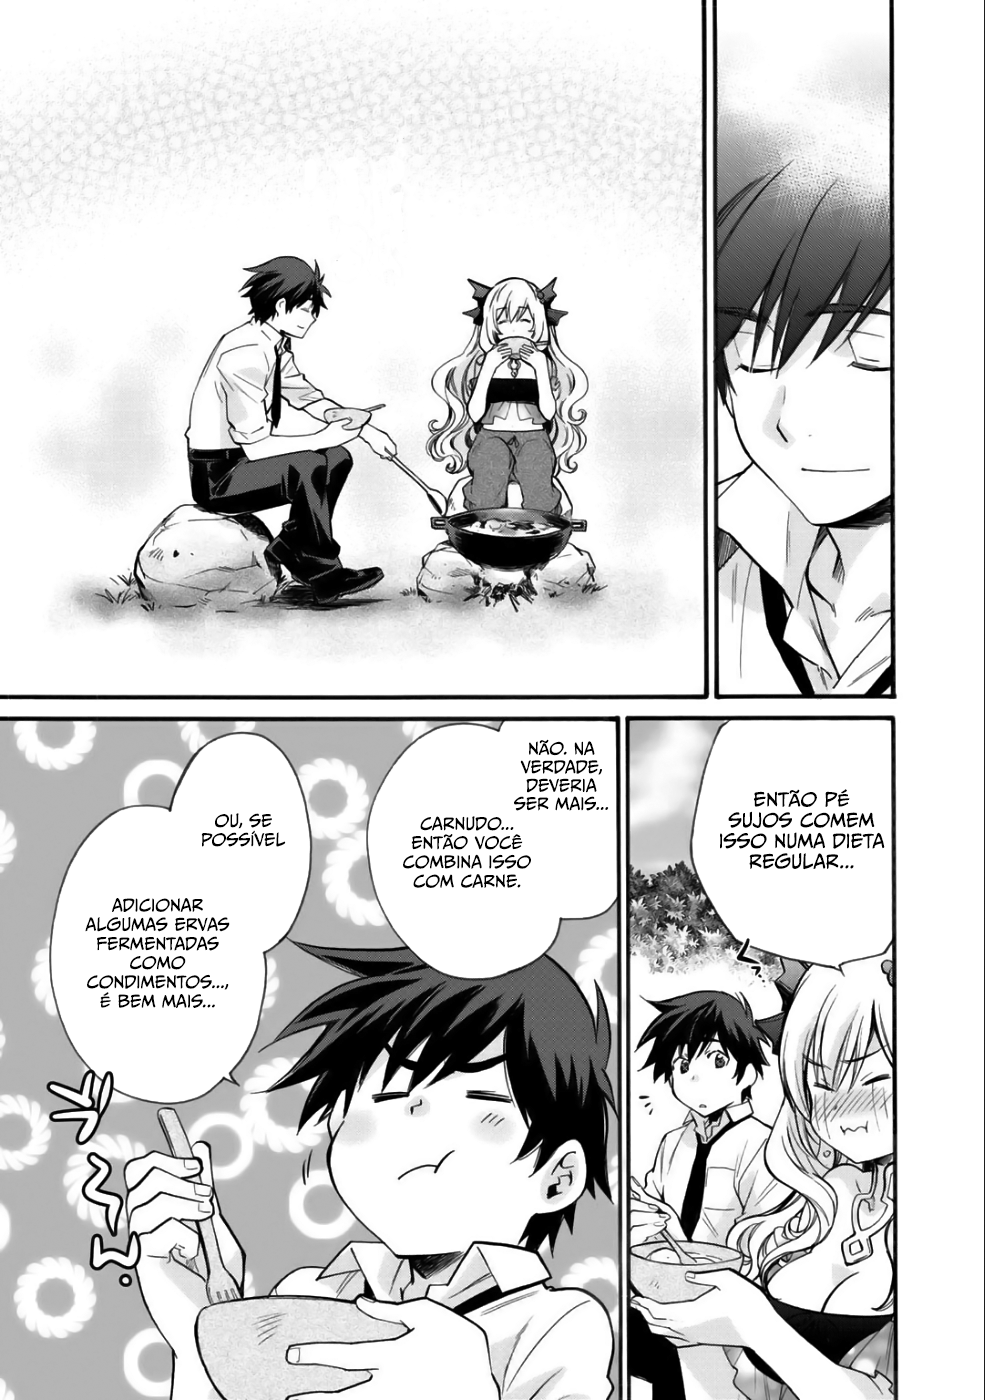 ENTÃO PÉ
SUJOS COMEM
ISSO NUMA DIETA
REGULAR...
NÃO. NA
VERDADE,
DEVERIA
SER MAIS...
CARNUDO...
ENTÃO VOCÊ
COMBINA ISSO
COM CARNE.
OU, SE
POSSÍVEL
ADICIONAR
ALGUMAS ERVAS
FERMENTADAS
COMO
CONDIMENTOS...,
É BEM MAIS...